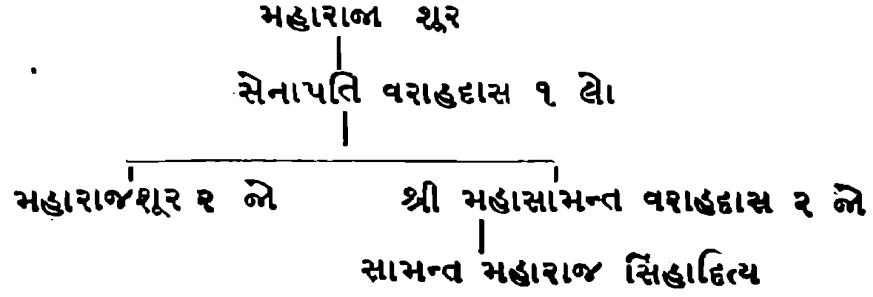 મહારાજા શૂર
સેનાપતિ વરાહદાસ ૧ લો
મહારાજશૂર ૨ જો શ્રી મહાસામન્ત વરાહદાસ ૨ જો
સામન્ત મહારાજ સિંહાદિત્ય